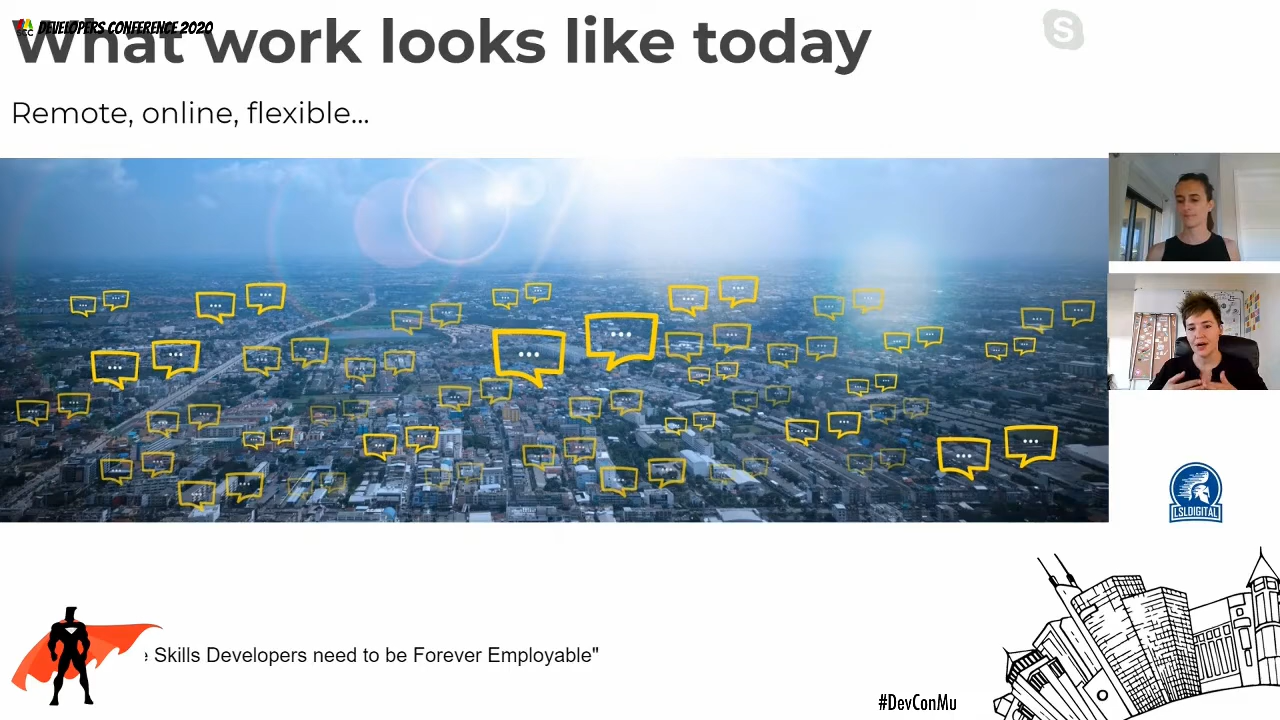 DEVELOPERS CONFERENCE 2020
What work looks like today
S
Remote, online, flexible...
LSLDIGITAL
Skills Developers need to be Forever Employable"
#DevConMu